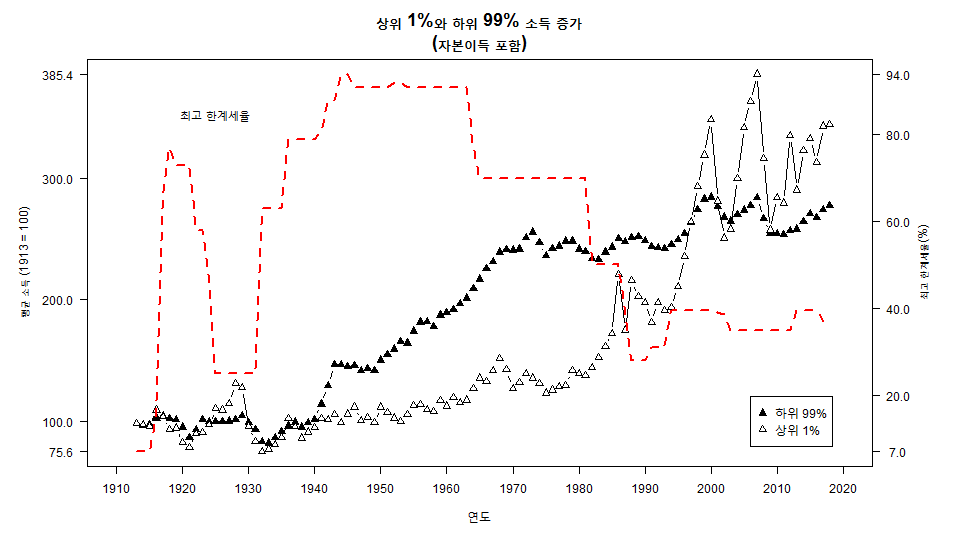 상위 1%와 하위 99% 소득 증가
(자본이득 포함)
385.4
300.0
200.0
100.0
75.6
평균 소득 (1913 = 100)
최고 한계세율
94.0
80.0
60.0
40.0
20.0
7.0
최고 한계세율(%)
하위 99%
상위 1%
1910 1920 1930 1940 1950 1960 1970 1980 1990 2000 2010 2020
연도